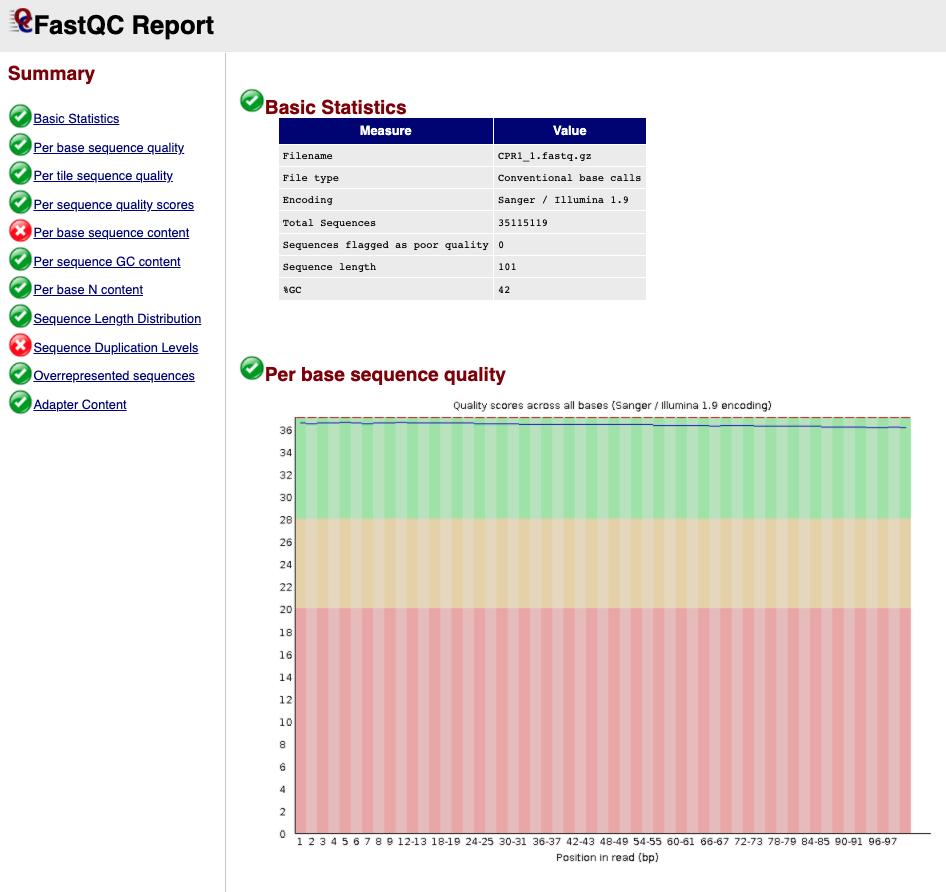 FastQC Report
Summary
Basic Statistics
Per base sequence quality
Per tile sequence quality
Per sequence quality scores
Per base sequence content
Per sequence GC content
Per base N content
Sequence Length Distribution
Sequence Duplication Levels
Overrepresented sequences
Adapter Content
Basic Statistics
Measure Value
Filename CPR1_1.fastq.gz
File type Conventional base calls
Encoding Sanger / Illumina 1.9
Total Sequences 35115119
Sequences flagged as poor quality 0
Sequence length 101
%GC 42
Per base sequence quality
Quality scores across all bases (Sanger / Illumina 1.9 encoding)
36
34
32
30
28
26
24
22
20
18
16
14
12
10
8
6
4
2
0
1 2 3 4 5 6 7 8 9 12-13 18-19 24-25 30-31 36-37 42-43 48-49 54-55 60-61 66-67 72-73 78-79 84-85 90-91 96-97
Position in read (bp)